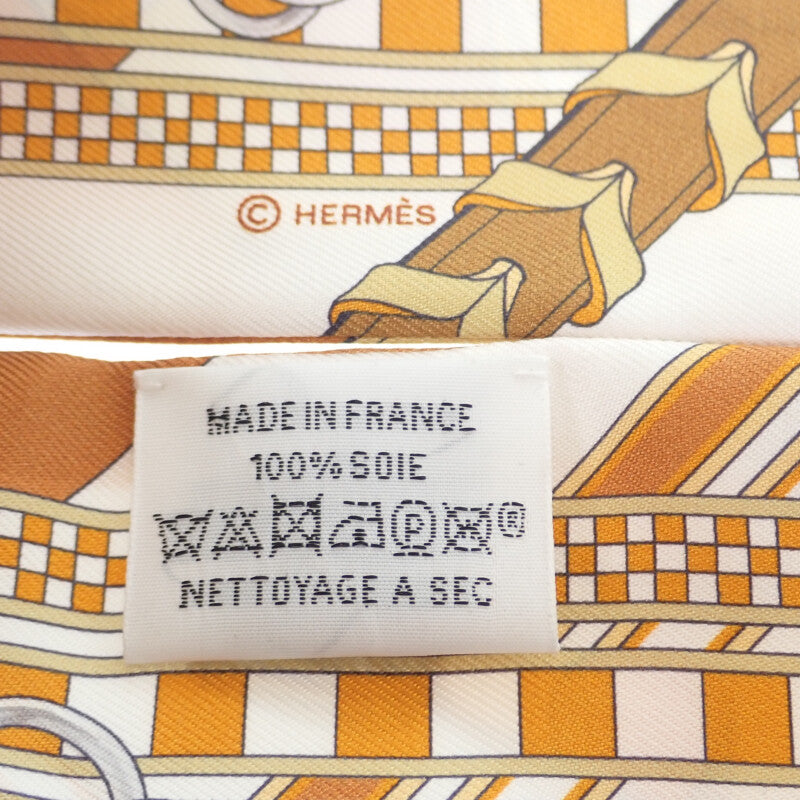 © HERMÈS
MADE IN FRANCE
100% SOIE
P ®
NETTOYAGE A SEC